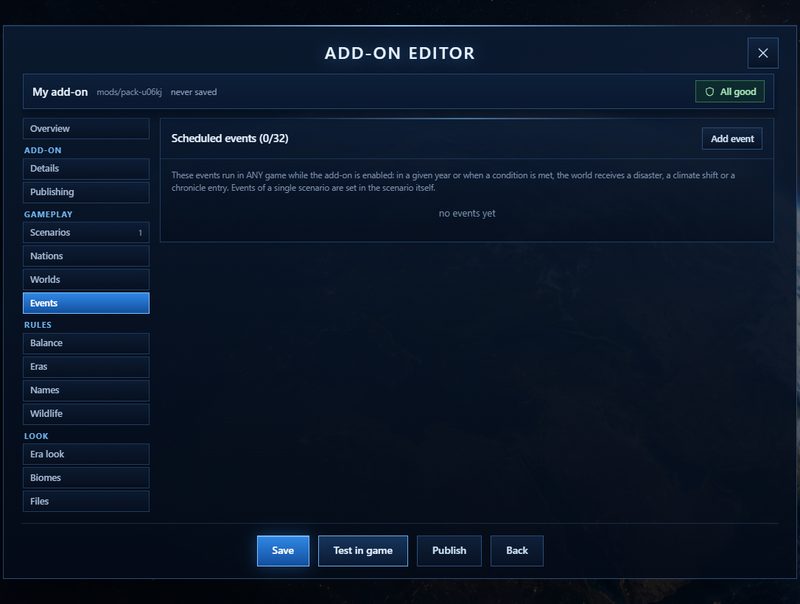 ADD-ON EDITOR
My add-on mods/pack-u06kj never saved
All good
Overview
ADD-ON
Details
Publishing
GAMEPLAY
Scenarios 1
Nations
Worlds
Events
RULES
Balance
Eras
Names
Wildlife
LOOK
Era look
Biomes
Files
Scheduled events (0/32)
Add event
These events run in ANY game while the add-on is enabled: in a given year or when a condition is met, the world receives a disaster, a climate shift or a
chronicle entry. Events of a single scenario are set in the scenario itself.
no events yet
Save
Test in game
Publish
Back